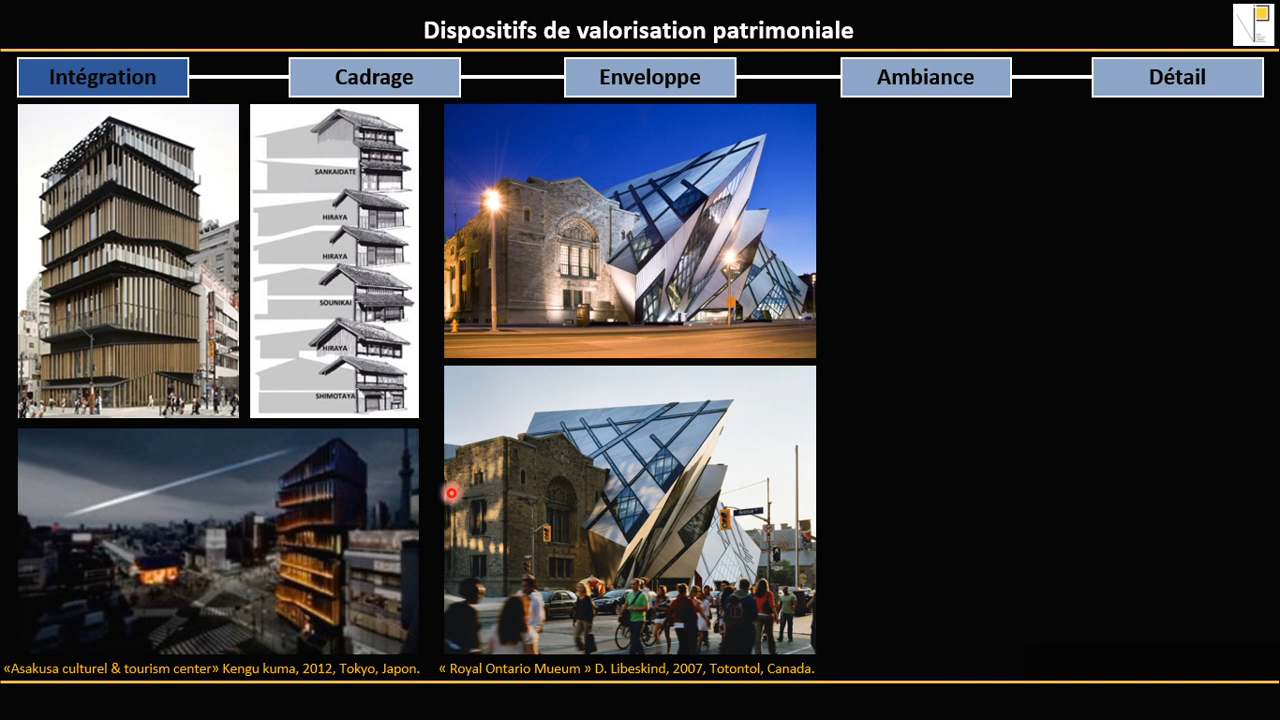 Dispositifs de valorisation patrimoniale
Intégration
Cadrage
Enveloppe
Ambiance
Détail
SANKAIDATE
HIRAYA
HIRAYA
SOUNIKAI
HIRAYA
SHIMOTAYA
«Asakusa culturel & tourism center» Kengu kuma, 2012, Tokyo, Japon.
« Royal Ontario Mueum » D. Libeskind, 2007, Totontol, Canada.